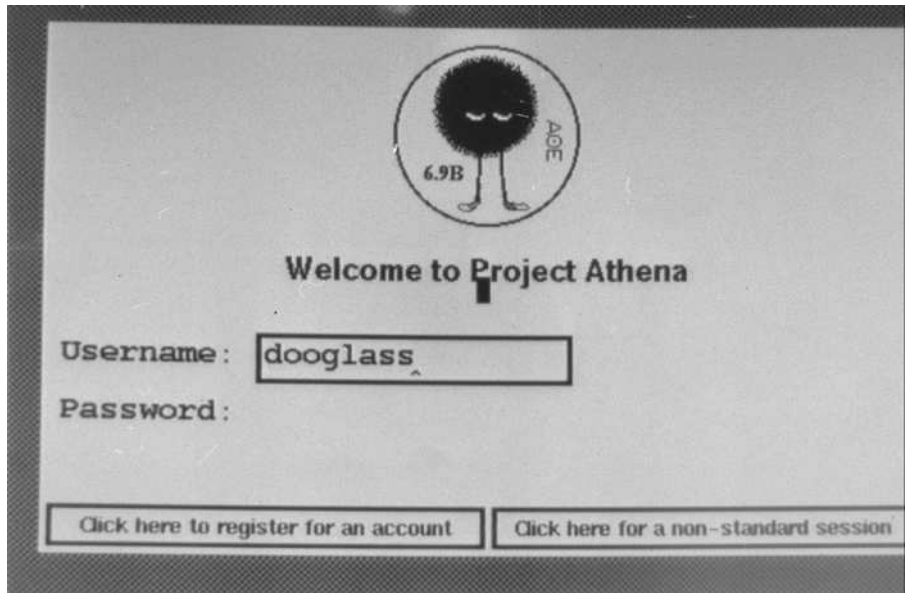 6.9B
AΘE
Welcome to Project Athena
Username: dooglass
Password:
Click here to register for an account
Click here for a non-standard session